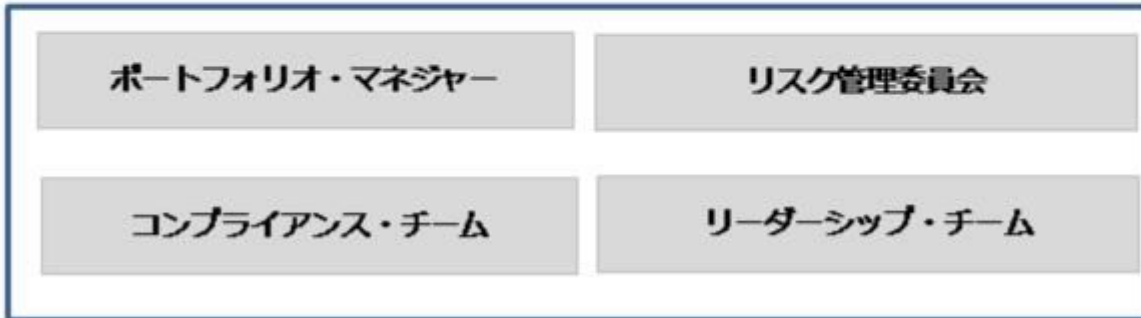 ポートフォリオ・マネジャー
リスク管理委員会
コンプライアンス・チーム
リーダーシップ・チーム